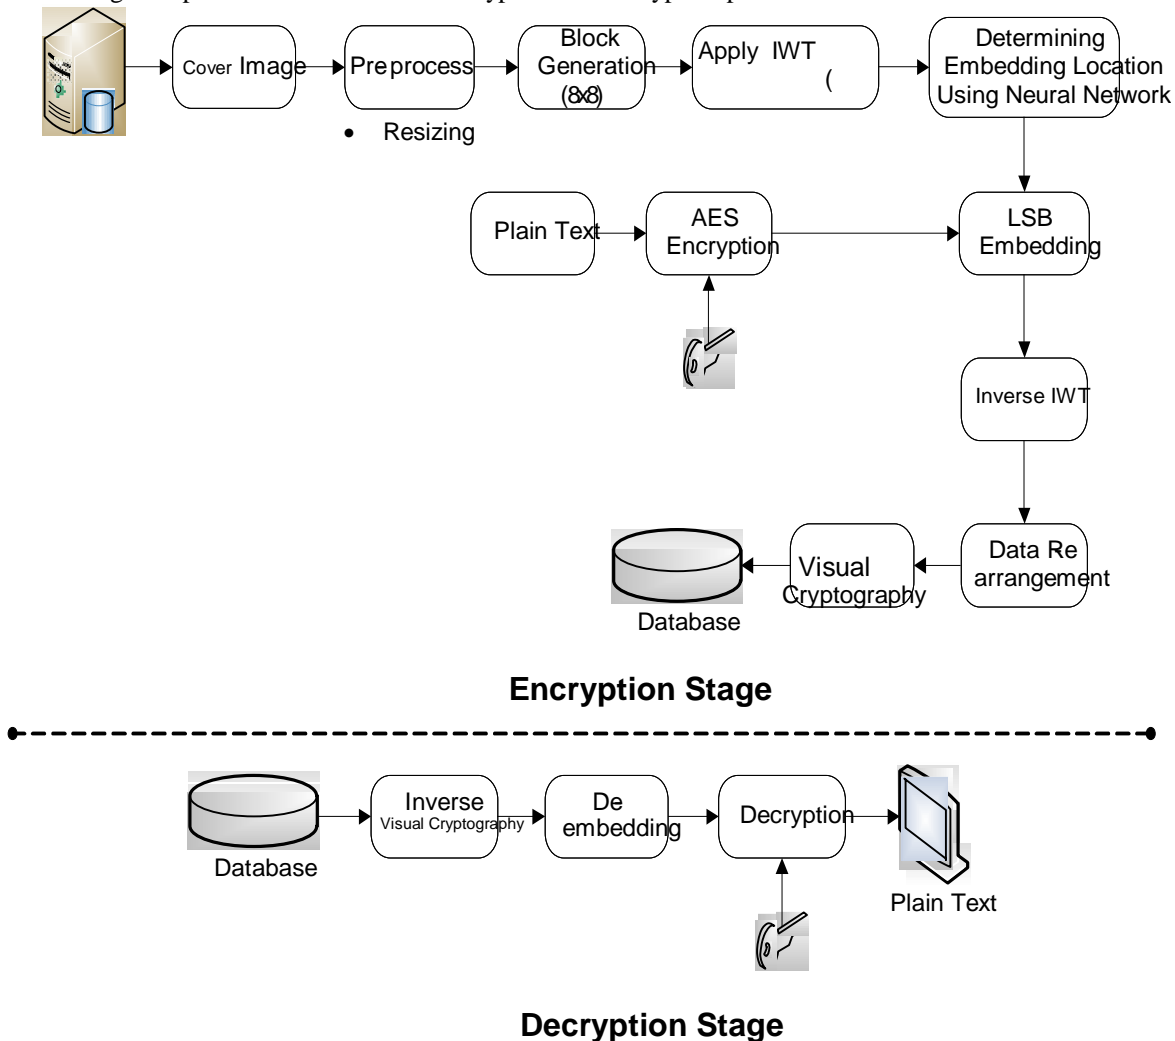 Cover Image
Preprocess
• Resizing
Block
Generation
(8x8)
Apply IWT
(
Determining
Embedding Location
Using Neural Network
Plain Text
AES
Encryption
LSB
Embedding
Inverse IWT
Data Re
arrangement
Visual
Cryptography
Database
Encryption Stage
Database
Inverse
Visual Cryptography
De
embedding
Decryption
Plain Text
Decryption Stage